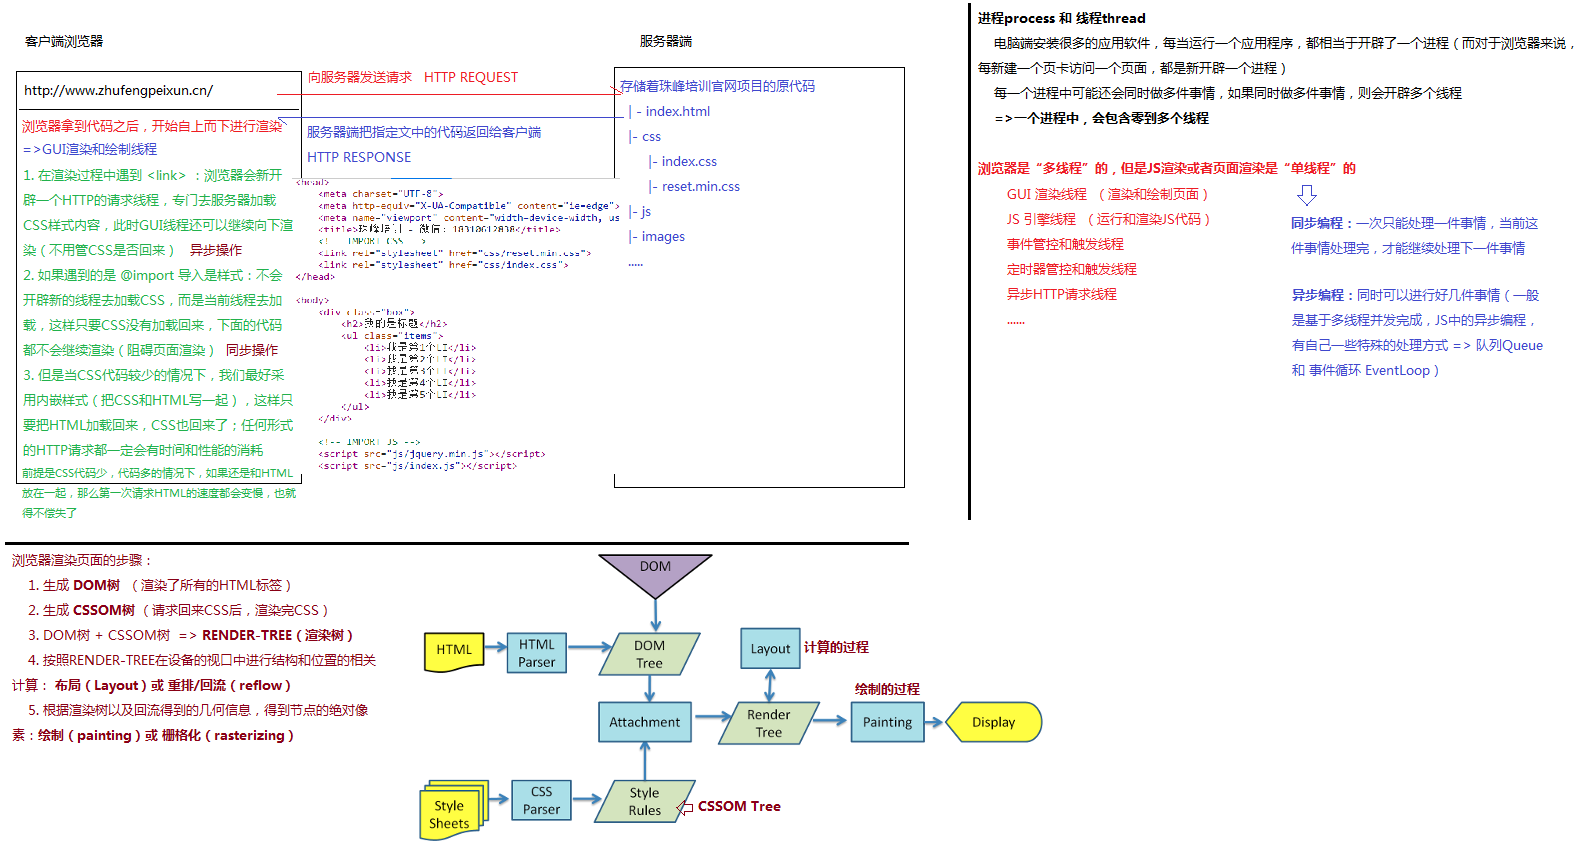 客户端浏览器
http://www.zhufengpeixun.cn/
浏览器拿到代码之后，开始自上而下进行渲染
=>GUI渲染和绘制线程
1. 在渲染过程中遇到 <link> ：浏览器会新开
辟一个HTTP的请求线程，专门去服务器加载
CSS样式内容，此时GUI线程还可以继续向下渲
染（不用管CSS是否回来） 异步操作
2. 如果遇到的是 @import 导入是样式：不会
开辟新的线程去加载CSS，而是当前线程去加
载，这样只要CSS没有加载回来，下面的代码
都不会继续渲染（阻碍页面渲染） 同步操作
3. 但是当CSS代码较少的情况下，我们最好采
用内嵌样式（把CSS和HTML写一起），这样只
要把HTML加载回来，CSS也回来了；任何形式
的HTTP请求都一定会有时间和性能的消耗
前提是CSS代码少，代码多的情况下，如果还是和HTML
放在一起，那么第一次请求HTML的速度都会变慢，也就
得不偿失了
向服务器发送请求 HTTP REQUEST
服务器端把指定文中的代码返回给客户端
HTTP RESPONSE
<head>
<meta charset="UTF-8">
<meta http-equiv="X-UA-Compatible" content="ie=edge">
<meta name="viewport" content="width=device-width, us
<title>珠峰培训 - 微信：18310612838</title>
<!-- IMPORT CSS -->
<link rel="stylesheet" href="css/reset.min.css">
<link rel="stylesheet" href="css/index.css">
</head>
<body>
<div class="box">
<h2>我的是标题</h2>
<ul class="items">
<li>我是第1个LI</li>
<li>我是第2个LI</li>
<li>我是第3个LI</li>
<li>我是第4个LI</li>
<li>我是第5个LI</li>
</ul>
</div>
<!-- IMPORT JS -->
<script src="js/jquery.min.js"></script>
<script src="js/index.js"></script>
服务器端
存储着珠峰培训官网项目的原代码
|- index.html
|- css
|- index.css
|- reset.min.css
|- js
|- images
.....
进程process 和 线程thread
电脑端安装很多的应用软件，每当运行一个应用程序，都相当于开辟了一个进程（而对于浏览器来说，
每新建一个页卡访问一个页面，都是新开辟一个进程）
每一个进程中可能还会同时做多件事情，如果同时做多件事情，则会开辟多个线程
=>一个进程中，会包含零到多个线程
浏览器是“多线程”的，但是JS渲染或者页面渲染是“单线程”的
GUI 渲染线程 （渲染和绘制页面）
JS 引擎线程 （运行和渲染JS代码）
事件管控和触发线程
定时器管控和触发线程
异步HTTP请求线程
......
同步编程：一次只能处理一件事情，当前这
件事情处理完，才能继续处理下一件事情
异步编程：同时可以进行好几件事情（一般
是基于多线程并发完成，JS中的异步编程，
有自己一些特殊的处理方式 => 队列Queue
和 事件循环 EventLoop）
浏览器渲染页面的步骤：
1. 生成 DOM树 （渲染了所有的HTML标签）
2. 生成 CSSOM树（请求回来CSS后，渲染完CSS）
3. DOM树 + CSSOM树 => RENDER-TREE（渲染树）
4. 按照RENDER-TREE在设备的视口中进行结构和位置的相关
计算： 布局（Layout）或 重排/回流（reflow）
5. 根据渲染树以及回流得到的几何信息，得到节点的绝对像
素：绘制（painting）或 栅格化（rasterizing）
DOM
HTML
HTML
Parser
DOM
Tree
Layout
计算的过程
绘制的过程
Attachment
Render
Tree
Painting
Display
Style
Sheets
CSS
Parser
Style
Rules
CSSOM Tree